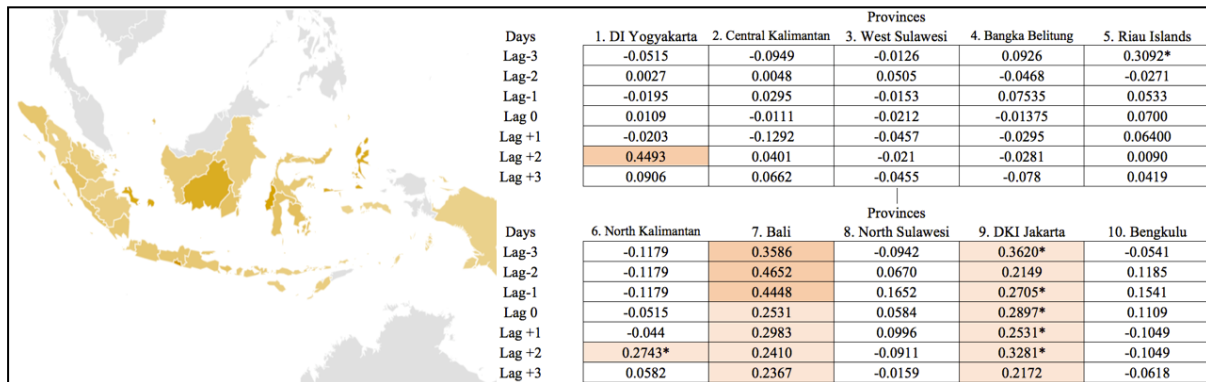 Provinces
Days 1. DI Yogyakarta 2. Central Kalimantan 3. West Sulawesi 4. Bangka Belitung 5. Riau Islands
Lag-3 -0.0515 -0.0949 -0.0126 0.0926 0.3092*
Lag-2 0.0027 0.0048 0.0505 -0.0468 -0.0271
Lag-1 -0.0195 0.0295 -0.0153 0.07535 0.0533
Lag 0 0.0109 -0.0111 -0.0212 -0.01375 0.0700
Lag +1 -0.0203 -0.1292 -0.0457 -0.0295 0.06400
Lag +2 0.4493 0.0401 -0.021 -0.0281 0.0090
Lag +3 0.0906 0.0662 -0.0455 -0.078 0.0419
Provinces
Days 6. North Kalimantan 7. Bali 8. North Sulawesi 9. DKI Jakarta 10. Bengkulu
Lag-3 -0.1179 0.3586 -0.0942 0.3620* -0.0541
Lag-2 -0.1179 0.4652 0.0670 0.2149 0.1185
Lag-1 -0.1179 0.4448 0.1652 0.2705* 0.1541
Lag 0 -0.0515 0.2531 0.0584 0.2897* 0.1109
Lag +1 -0.044 0.2983 0.0996 0.2531* -0.1049
Lag +2 0.2743* 0.2410 -0.0911 0.3281* -0.1049
Lag +3 0.0582 0.2367 -0.0159 0.2172 -0.0618